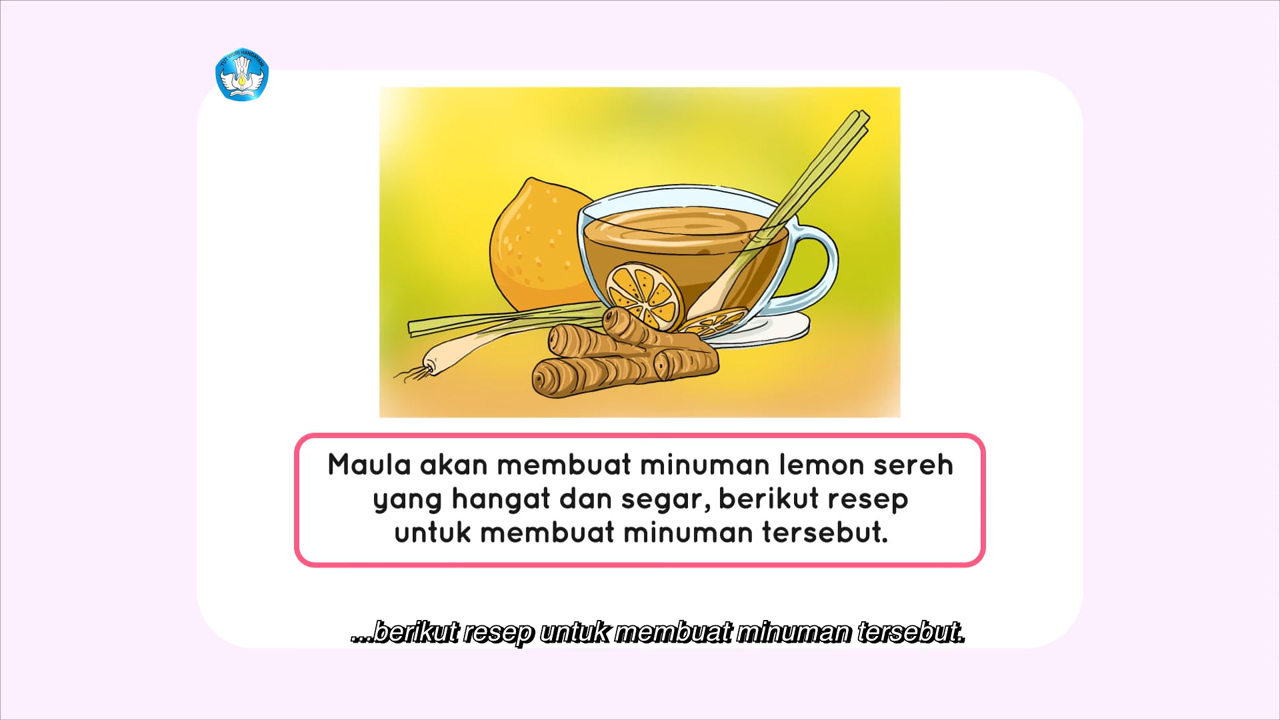 Maula akan membuat minuman lemon sereh
yang hangat dan segar, berikut resep
untuk membuat minuman tersebut.
...berikut resep untuk membuat minuman tersebut.